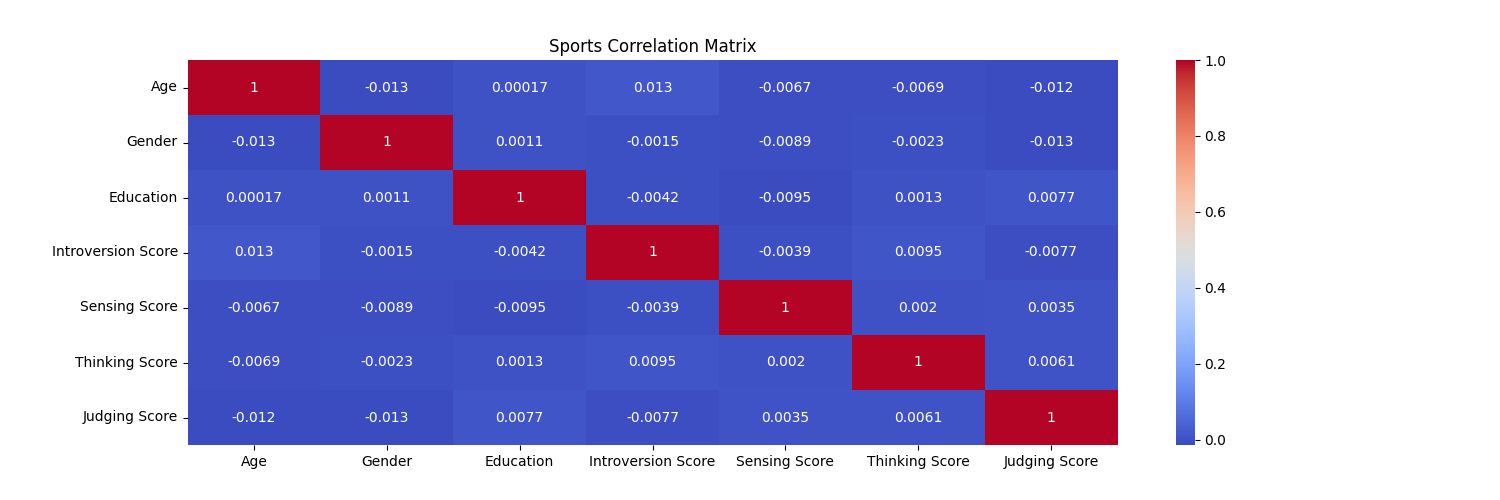 Sports Correlation Matrix
Age 1 -0.013 0.00017 0.013 -0.0067 -0.0069 -0.012
Gender -0.013 1 0.0011 -0.0015 -0.0089 -0.0023 -0.013
Education 0.00017 0.0011 1 -0.0042 -0.0095 0.0013 0.0077
Introversion Score 0.013 -0.0015 -0.0042 1 -0.0039 0.0095 -0.0077
Sensing Score -0.0067 -0.0089 -0.0095 -0.0039 1 0.002 0.0035
Thinking Score -0.0069 -0.0023 0.0013 0.0095 0.002 1 0.0061
Judging Score -0.012 -0.013 0.0077 -0.0077 0.0035 0.0061 1
Age Gender Education Introversion Score Sensing Score Thinking Score Judging Score
1.0
0.8
0.6
0.4
0.2
0.0